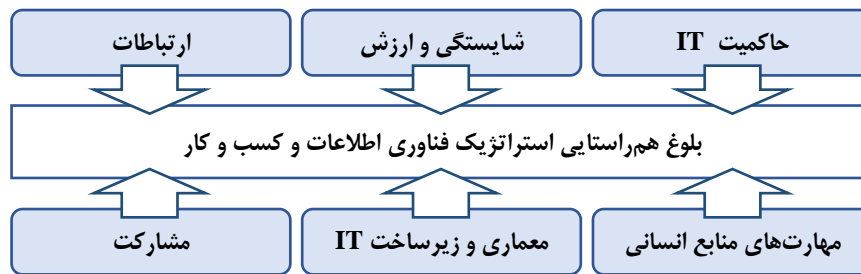 حاکمیت IT
شایستگی و ارزش
ارتباطات
بلوغ هم‌راستایی استراتژیک فناوری اطلاعات و کسب و کار
مهارت‌های منابع انسانی
معماری و زیرساخت IT
مشارکت